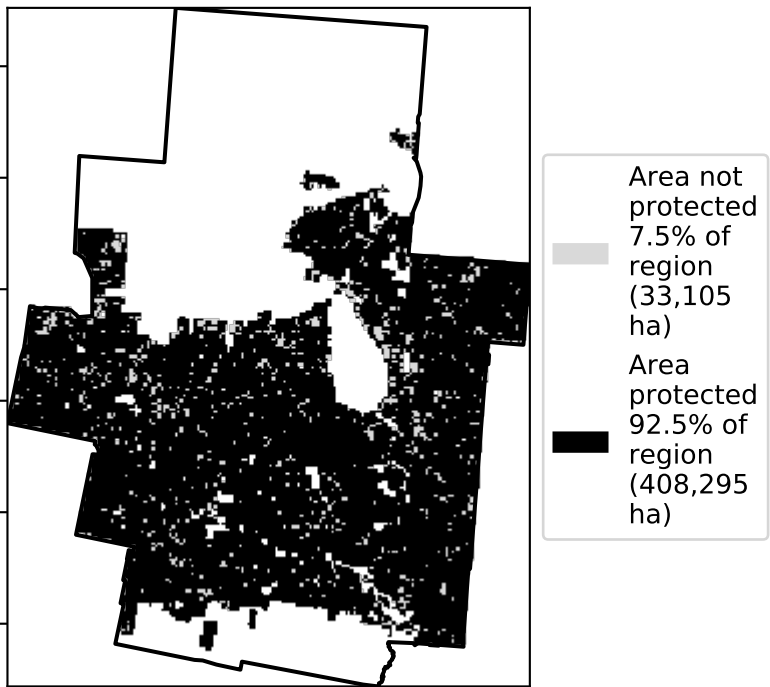 Area not
protected
7.5% of
region
(33,105
ha)
Area
protected
92.5% of
region
(408,295
ha)